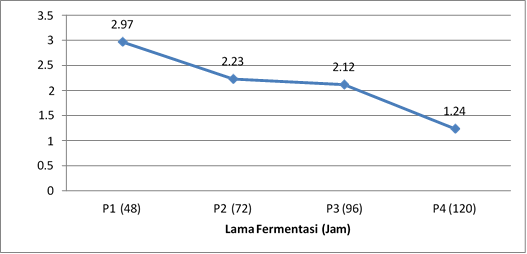 3.5
3
2.5
2
1.5
1
0.5
0
2.97
2.23
2.12
1.24
P1 (48)
P2 (72)
P3 (96)
P4 (120)
Lama Fermentasi (Jam)